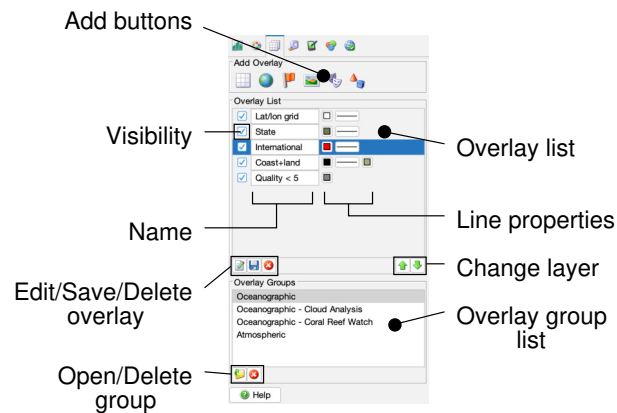 Add buttons
Add Overlay
Overlay List
Lat/lon grid
Visibility
State
Overlay list
International
Coast+land
Quality < 5
Name
Line properties
Change layer
Edit/Save/Delete
overlay
Overlay Groups
Oceanographic
Oceanographic - Cloud Analysis
Oceanographic - Coral Reef Watch
Atmospheric
Overlay group
list
Open/Delete
group
Help